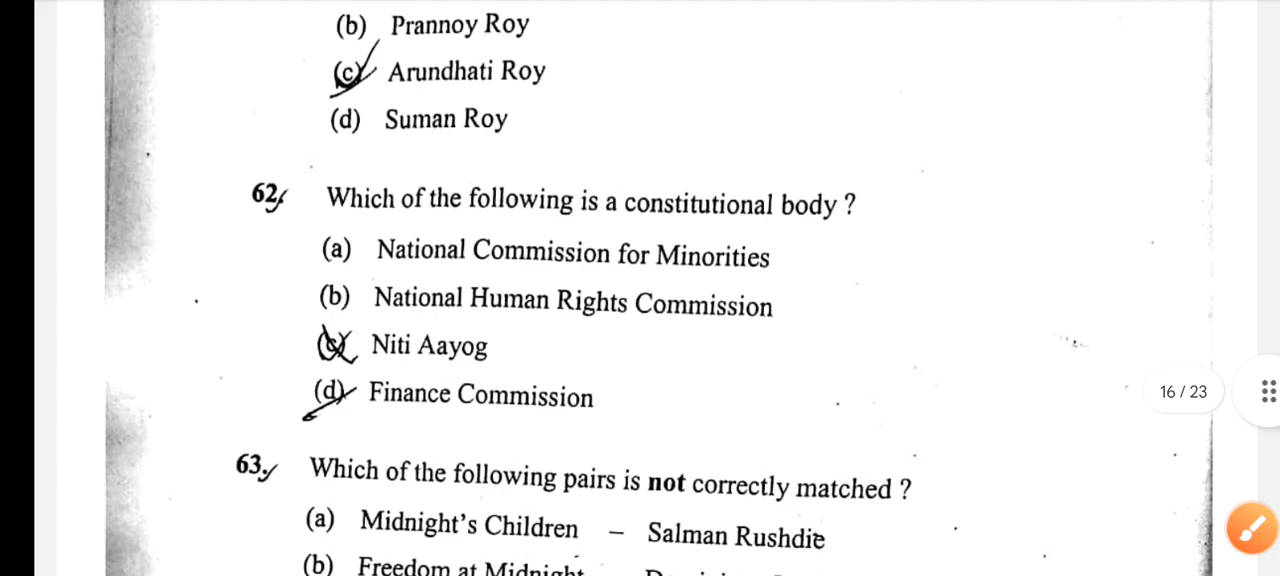 (b) Prannoy Roy
(c) Arundhati Roy
(d) Suman Roy
62. Which of the following is a constitutional body ?
(a) National Commission for Minorities
(b) National Human Rights Commission
(c) Niti Aayog
(d) Finance Commission
16 / 23
63. Which of the following pairs is not correctly matched ?
(a) Midnight's Children – Salman Rushdie
(b) Freedom at Midnight